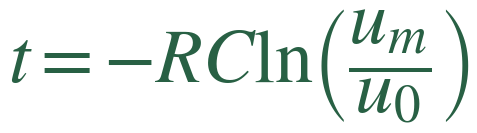 t = −RC ln(u_m/u_0)